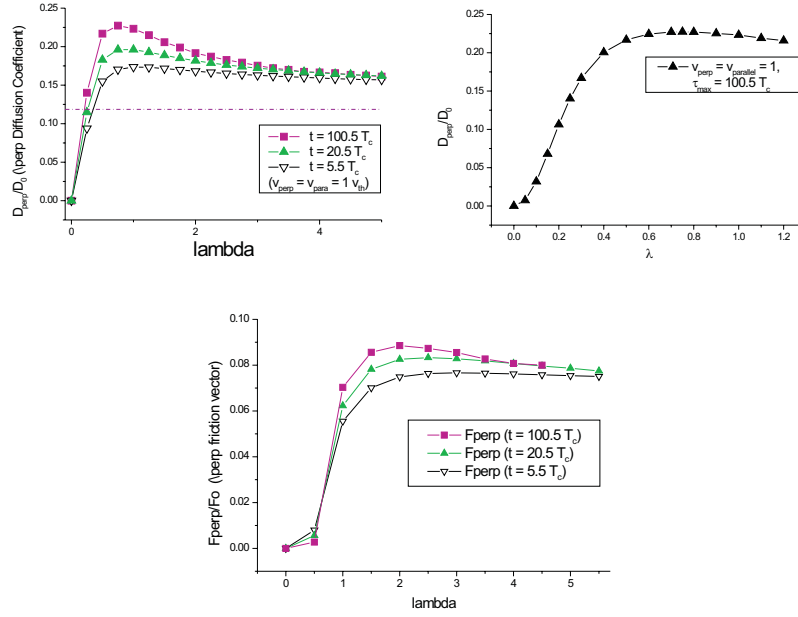 D_perp/D_0 (\perp Diffusion Coefficient)
0.25
0.20
0.15
0.10
0.05
0.00
t = 100.5 T_c
t = 20.5 T_c
t = 5.5 T_c
(v_perp = v_para = 1 v_th)
0 2 4
lambda
D_perp/D_0
0.25
0.20
0.15
0.10
0.05
0.00
v_perp = v_parallel = 1,
τ_max = 100.5 T_c
0.0 0.2 0.4 0.6 0.8 1.0 1.2
λ
Fperp/Fo (\perp friction vector)
0.10
0.08
0.06
0.04
0.02
0.00
Fperp (t = 100.5 T_c)
Fperp (t = 20.5 T_c)
Fperp (t = 5.5 T_c)
0 1 2 3 4 5
lambda